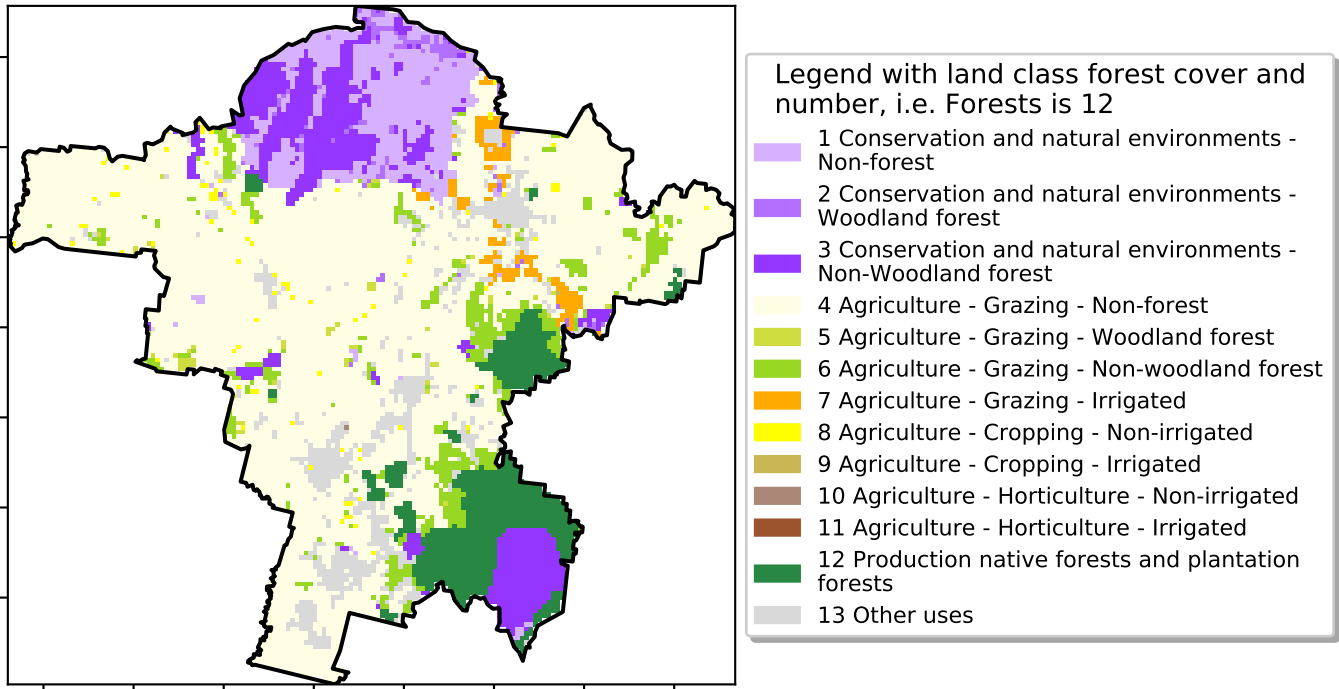 Legend with land class forest cover and
number, i.e. Forests is 12
1 Conservation and natural environments -
Non-forest
2 Conservation and natural environments -
Woodland forest
3 Conservation and natural environments -
Non-Woodland forest
4 Agriculture - Grazing - Non-forest
5 Agriculture - Grazing - Woodland forest
6 Agriculture - Grazing - Non-woodland forest
7 Agriculture - Grazing - Irrigated
8 Agriculture - Cropping - Non-irrigated
9 Agriculture - Cropping - Irrigated
10 Agriculture - Horticulture - Non-irrigated
11 Agriculture - Horticulture - Irrigated
12 Production native forests and plantation
forests
13 Other uses